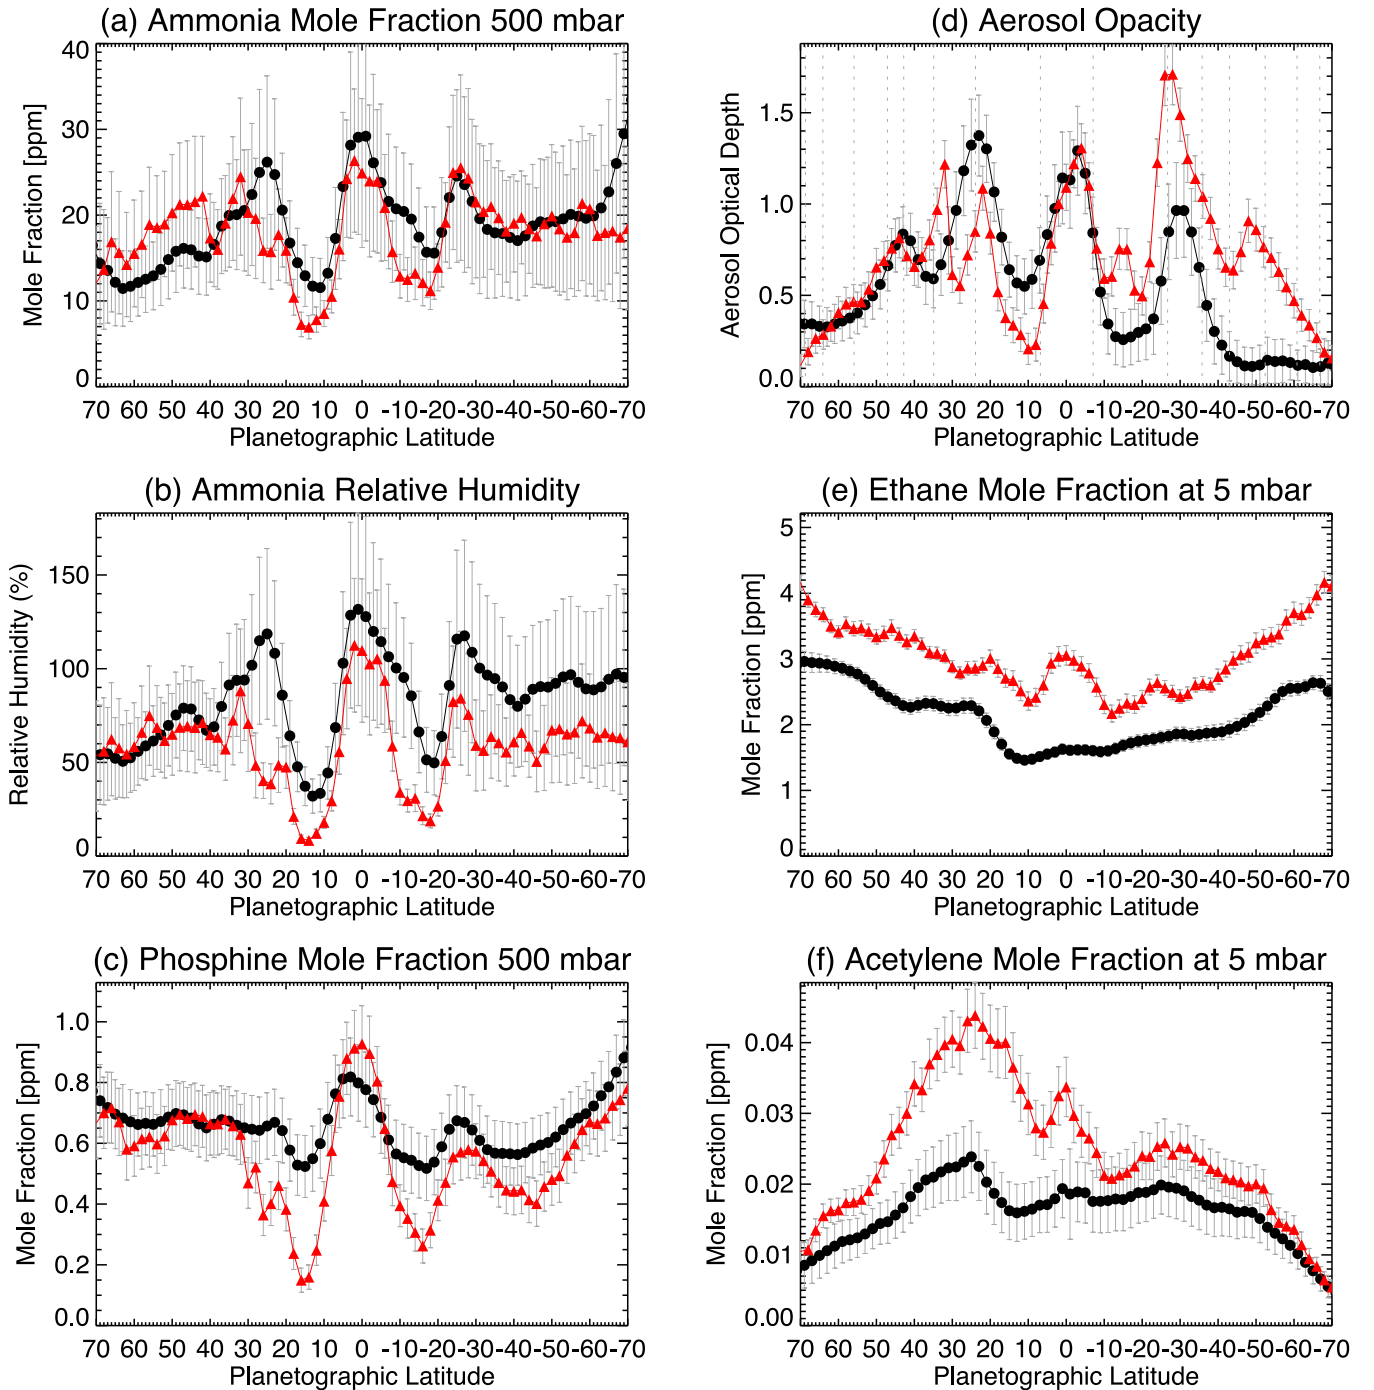 (a) Ammonia Mole Fraction 500 mbar
Mole Fraction [ppm]
40
30
20
10
0
70 60 50 40 30 20 10 0 -10 -20 -30 -40 -50 -60 -70
Planetographic Latitude
(d) Aerosol Opacity
Aerosol Optical Depth
1.5
1.0
0.5
0.0
70 60 50 40 30 20 10 0 -10 -20 -30 -40 -50 -60 -70
Planetographic Latitude
(b) Ammonia Relative Humidity
Relative Humidity (%)
150
100
50
0
70 60 50 40 30 20 10 0 -10 -20 -30 -40 -50 -60 -70
Planetographic Latitude
(e) Ethane Mole Fraction at 5 mbar
Mole Fraction [ppm]
5
4
3
2
1
0
70 60 50 40 30 20 10 0 -10 -20 -30 -40 -50 -60 -70
Planetographic Latitude
(c) Phosphine Mole Fraction 500 mbar
Mole Fraction [ppm]
1.0
0.8
0.6
0.4
0.2
0.0
70 60 50 40 30 20 10 0 -10 -20 -30 -40 -50 -60 -70
Planetographic Latitude
(f) Acetylene Mole Fraction at 5 mbar
Mole Fraction [ppm]
0.04
0.03
0.02
0.01
0.00
70 60 50 40 30 20 10 0 -10 -20 -30 -40 -50 -60 -70
Planetographic Latitude